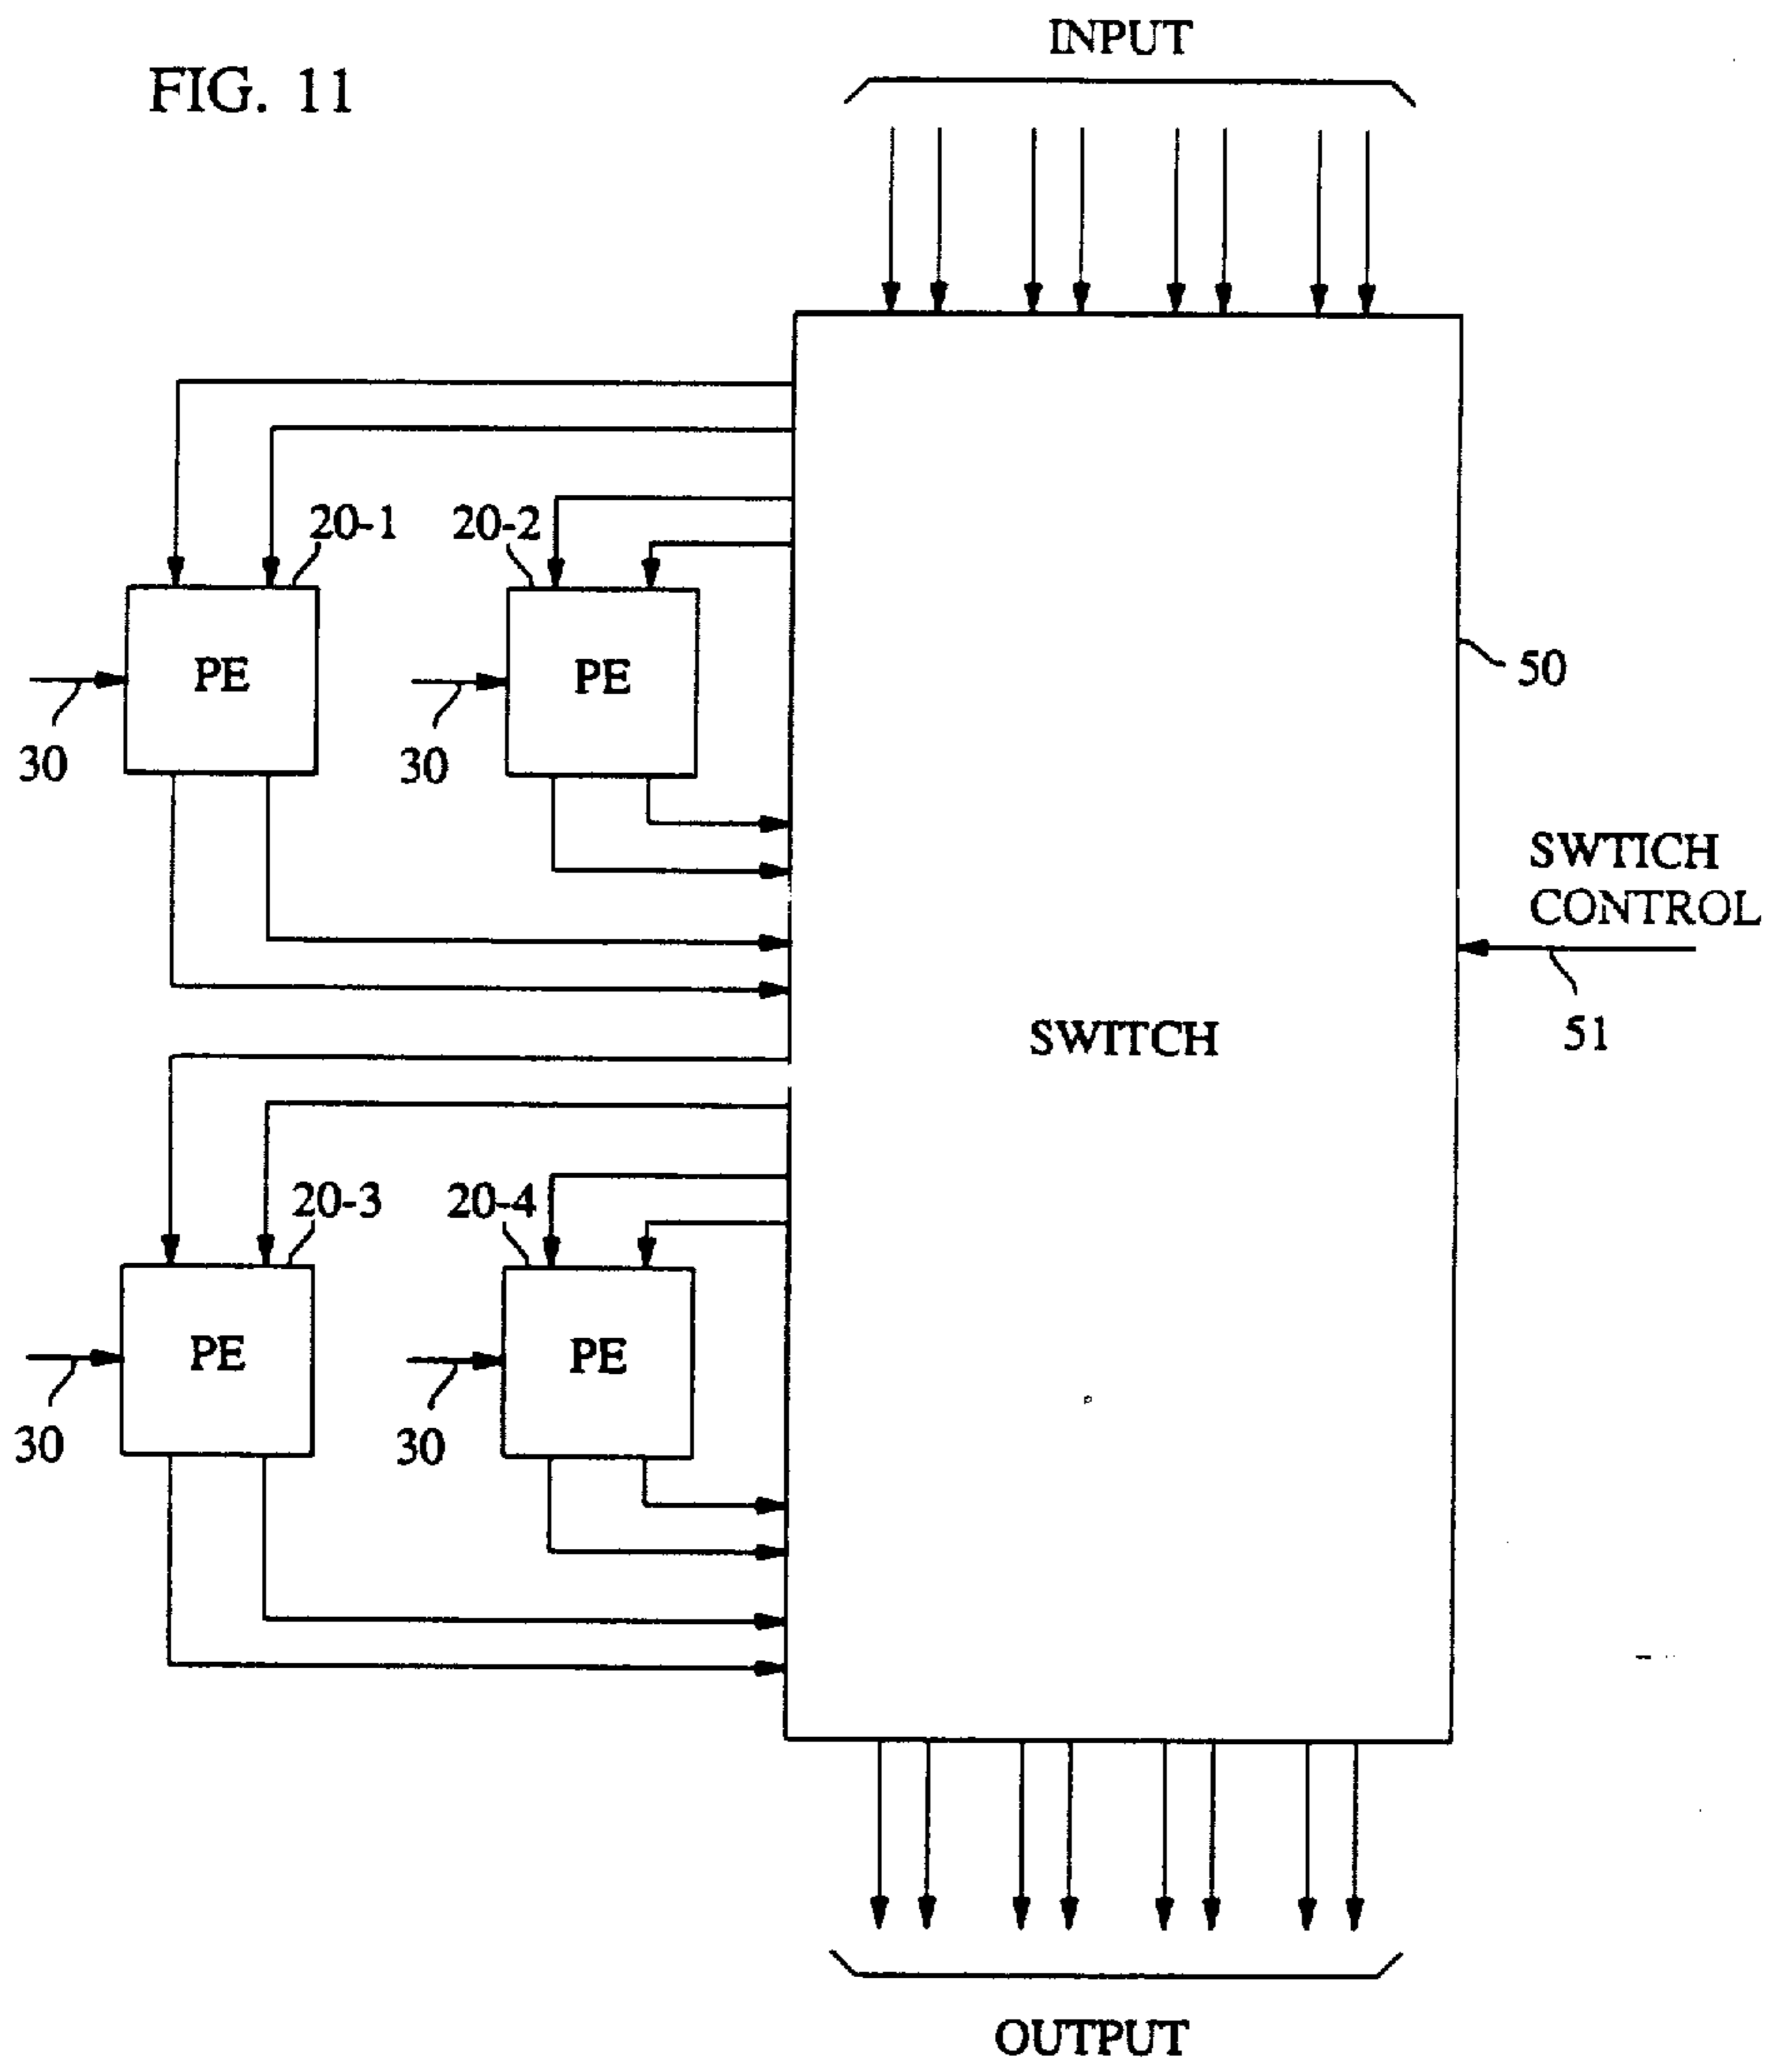 INPUT
FIG. 11
20-1
20-2
PE
PE
50
30
30
SWTICH
CONTROL
SWITCH
51
20-3
20-4
PE
PE
30
30
OUTPUT